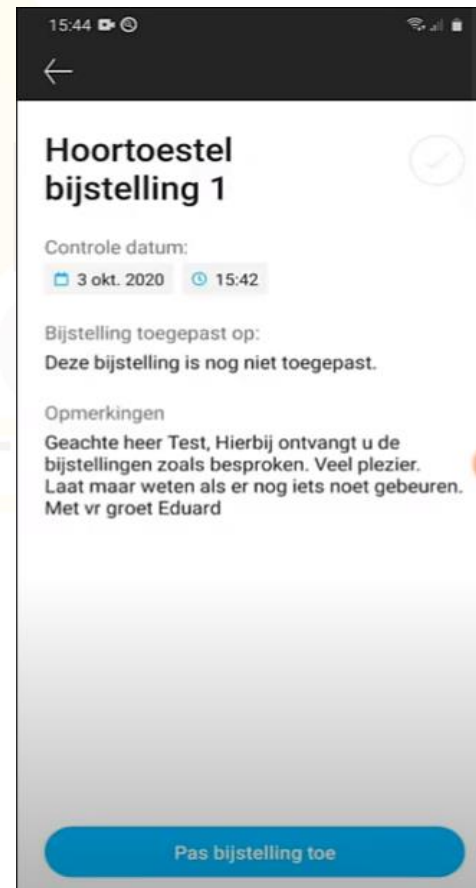 15:44
Hoortoestel
bijstelling 1
Controle datum:
3 okt. 2020 15:42
Bijstelling toegepast op:
Deze bijstelling is nog niet toegepast.
Opmerkingen
Geachte heer Test, Hierbij ontvangt u de
bijstellingen zoals besproken. Veel plezier.
Laat maar weten als er nog iets noet gebeuren.
Met vr groet Eduard
Pas bijstelling toe